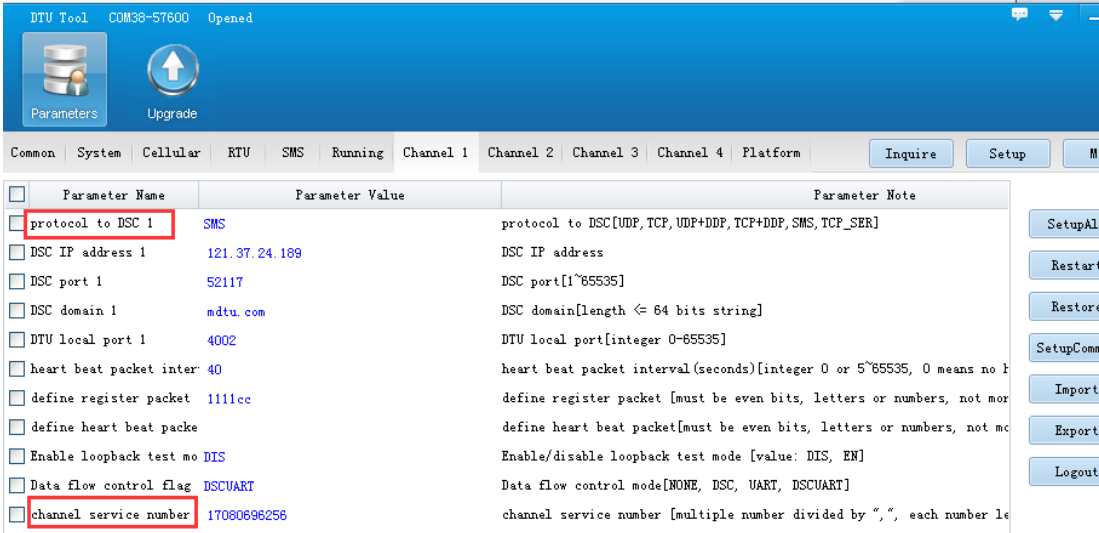 DTU Tool COM38-57600 Opened
Parameters
Upgrade
Common System Cellular RTU SMS Running Channel 1 Channel 2 Channel 3 Channel 4 Platform Inquire Setup M
Parameter Name Parameter Value Parameter Note
protocol to DSC 1 SMS protocol to DSC[UDP,TCP,UDP+DDP,TCP+DDP,SMS,TCP_SER]
SetupAl
DSC IP address 1 121.37.24.189 DSC IP address
Restart
DSC port 1 52117 DSC port[1~65535]
DSC domain 1 mdtu.com DSC domain[length <= 64 bits string]
Restore
DTU local port 1 4002 DTU local port[integer 0-65535]
SetupComm
heart beat packet inter 40 heart beat packet interval(seconds)[integer 0 or 5~65535, 0 means no h
Import
define register packet 1111cc define register packet [must be even bits, letters or numbers, not mor
define heart beat packe define heart beat packet[must be even bits, letters or numbers, not mo
Export
Enable loopback test mo DIS Enable/disable loopback test mode [value: DIS, EN]
Logout
Data flow control flag DSCUART Data flow control mode[NONE, DSC, UART, DSCUART]
channel service number 17080696256 channel service number [multiple number divided by ",", each number le